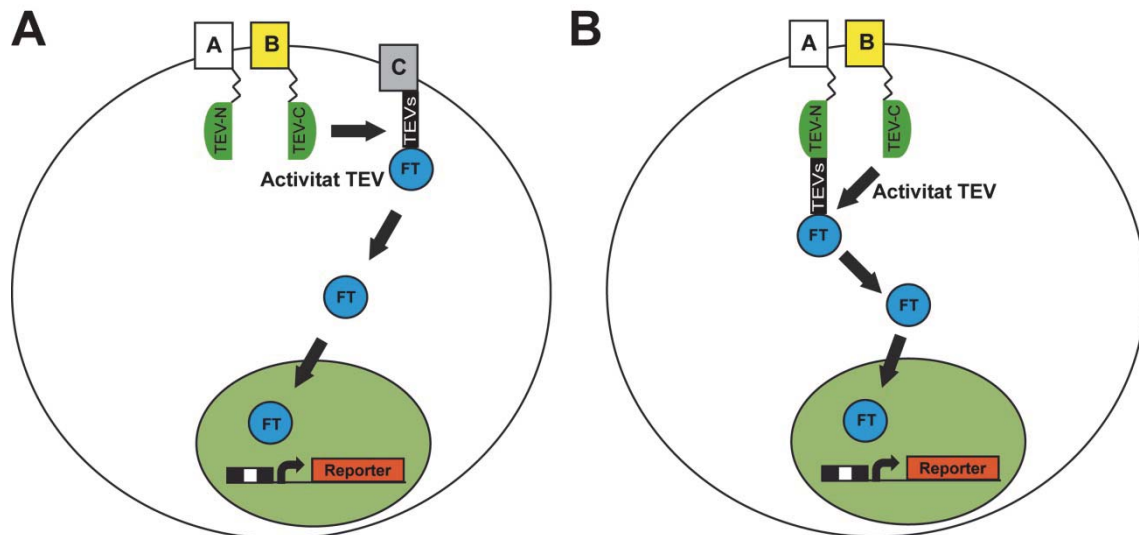 A
A
B
C
TEV-N
TEV-C
TEVs
FT
Activitat TEV
FT
FT
Reporter
B
A
B
TEV-N
TEV-C
TEVs
Activitat TEV
FT
FT
FT
Reporter